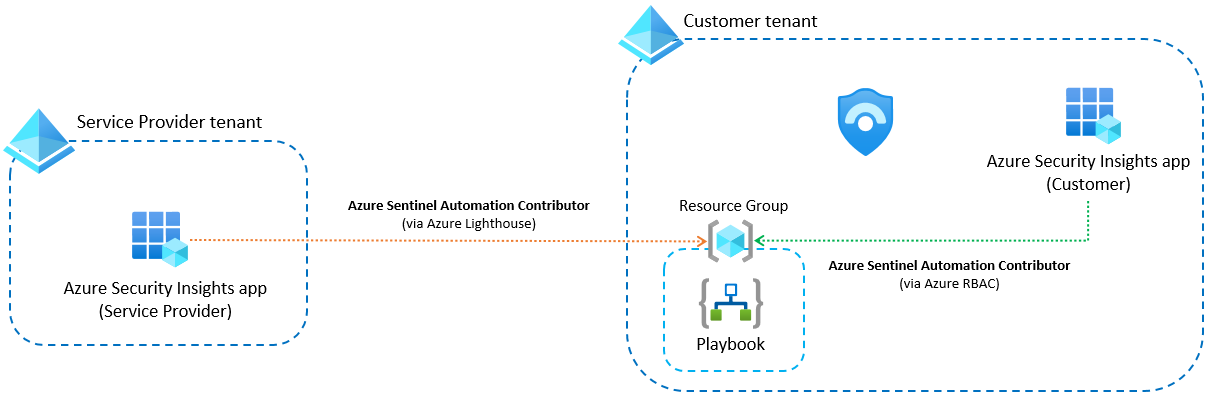 Customer tenant
Service Provider tenant
Azure Security Insights app
(Customer)
Azure Sentinel Automation Contributor
(via Azure Lighthouse)
Resource Group
Azure Sentinel Automation Contributor
(via Azure RBAC)
Azure Security Insights app
(Service Provider)
Playbook